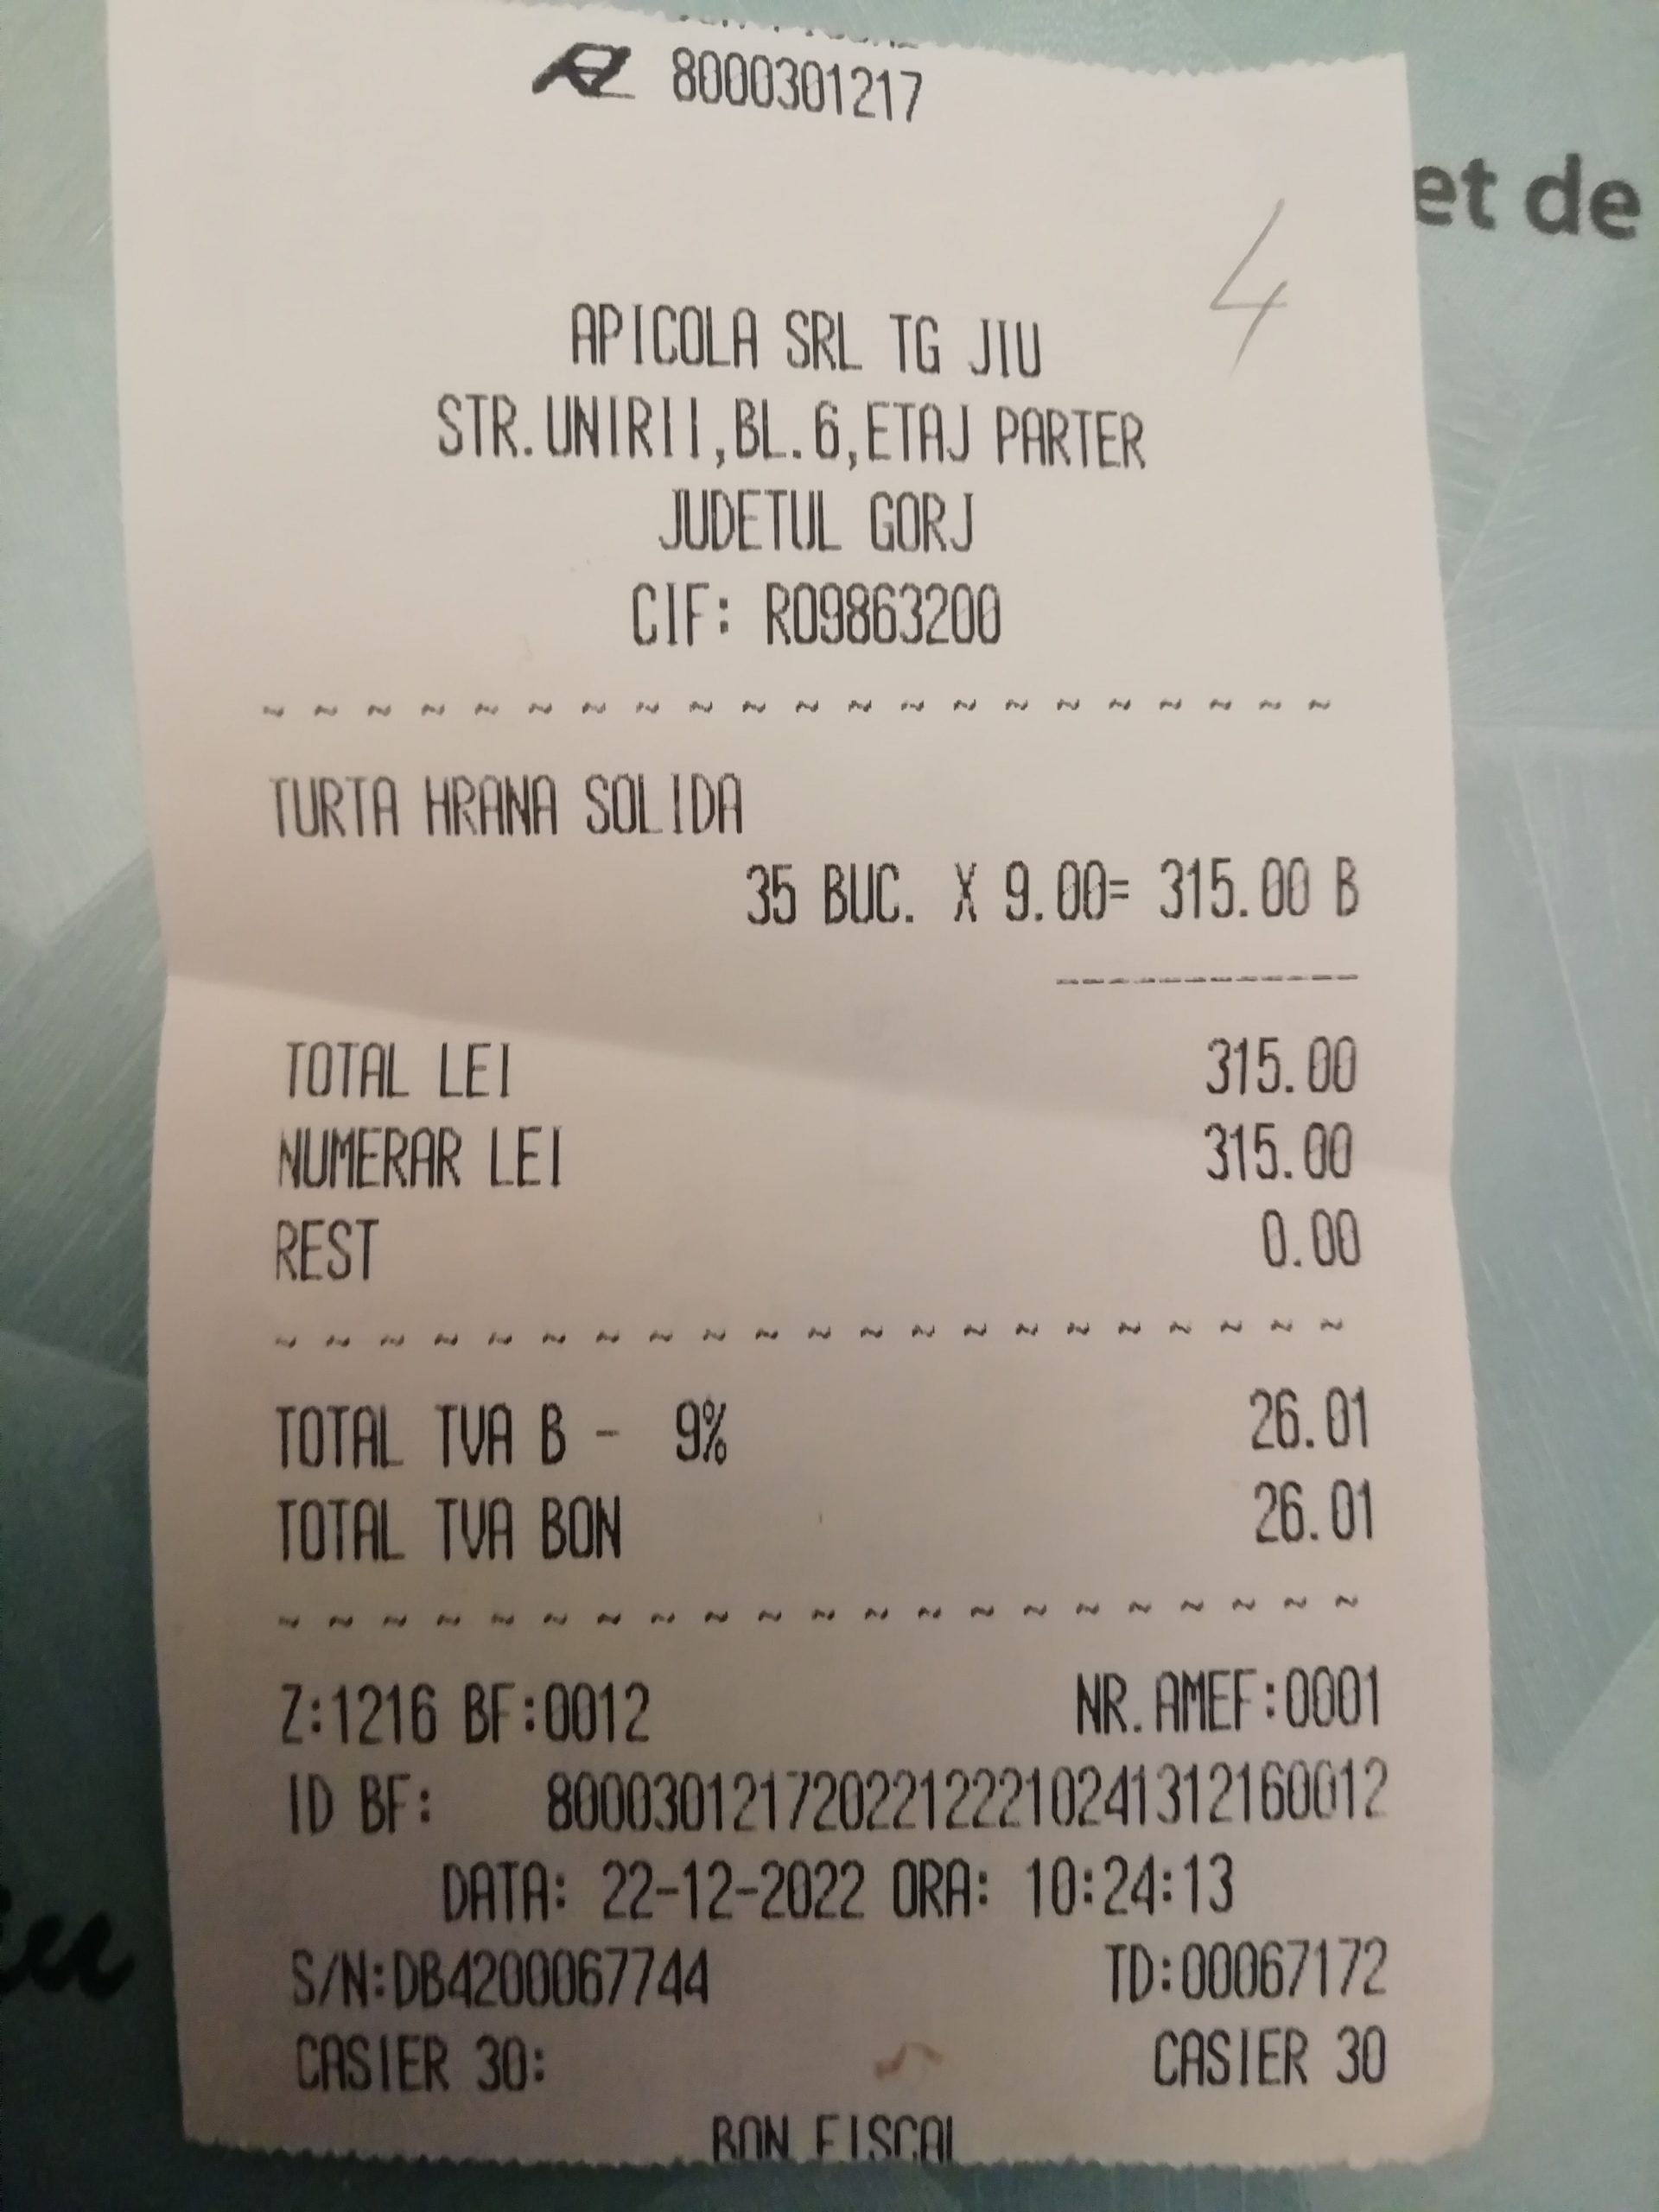 8000301217
et de
4
APICOLA SRL TG JIU
STR.UNIRII,BL.6,ETAJ PARTER
JUDETUL GORJ
CIF: RO9863200
~ ~ ~ ~ ~ ~ ~ ~ ~ ~ ~ ~ ~ ~ ~ ~ ~ ~ ~ ~ ~
TURTA HRANA SOLIDA
35 BUC. X 9.00= 315.00 B
------------
TOTAL LEI 315.00
NUMERAR LEI 315.00
REST 0.00
~ ~ ~ ~ ~ ~ ~ ~ ~ ~ ~ ~ ~ ~ ~ ~ ~ ~ ~ ~ ~
TOTAL TVA B - 9% 26.01
TOTAL TVA BON 26.01
~ ~ ~ ~ ~ ~ ~ ~ ~ ~ ~ ~ ~ ~ ~ ~ ~ ~ ~ ~ ~
Z:1216 BF:0012 NR.AMEF:0001
ID BF: 80003012172022122210241312160012
DATA: 22-12-2022 ORA: 10:24:13
S/N:DB4200067744 TD:00067172
CASIER 30: CASIER 30
BON FISCAL